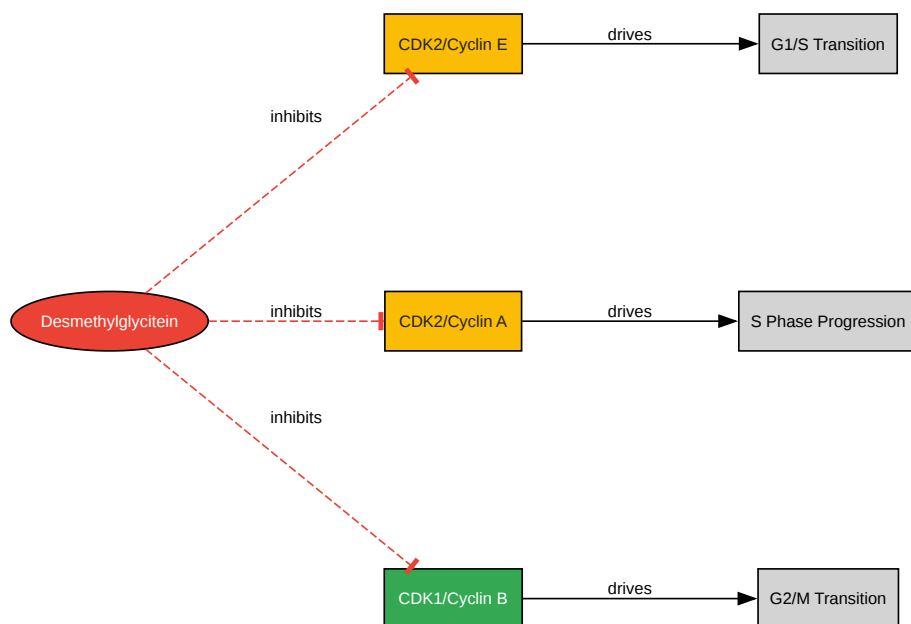 CDK2/Cyclin E
drives
G1/S Transition
inhibits
Desmethylglycitein
inhibits
CDK2/Cyclin A
drives
S Phase Progression
inhibits
CDK1/Cyclin B
drives
G2/M Transition